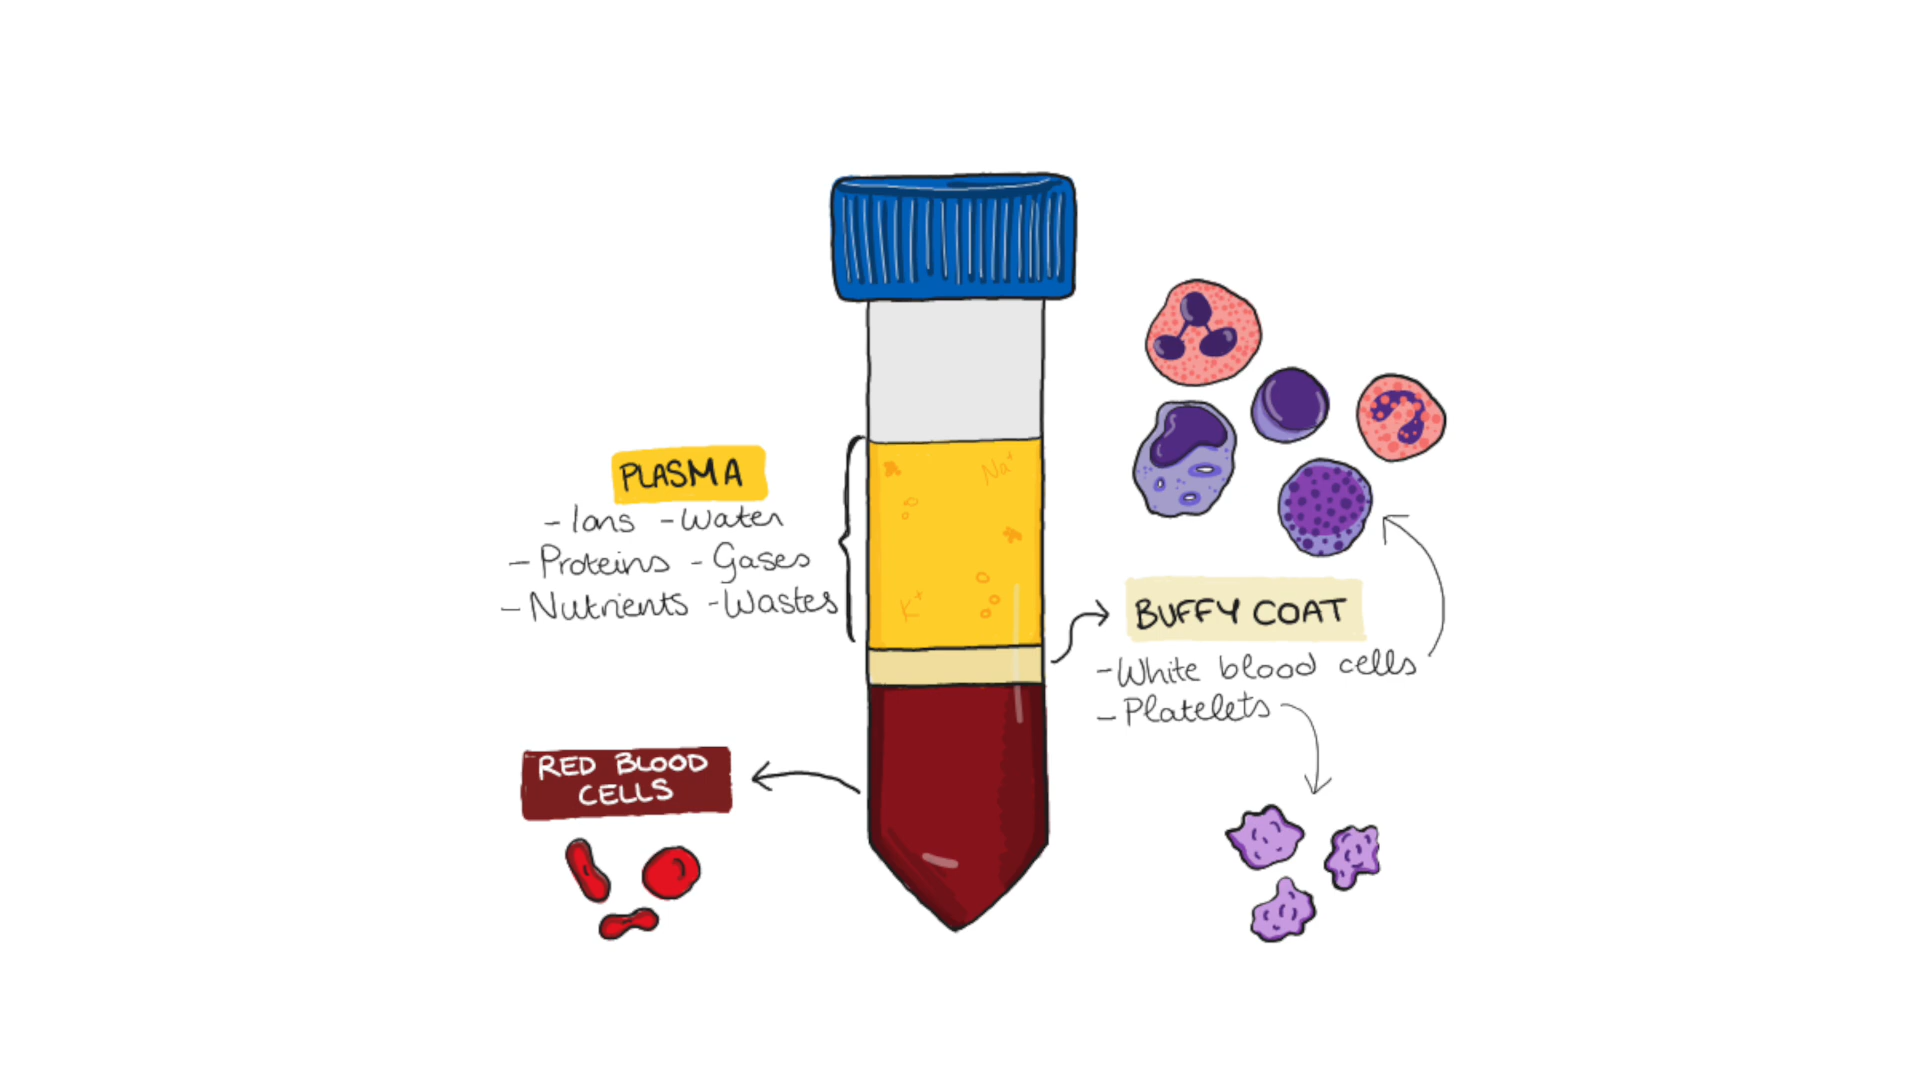 PLASMA
- Ions - Water
- Proteins - Gases
- Nutrients - Wastes
Na+
K+
BUFFY COAT
- White blood cells
- Platelets
RED BLOOD
CELLS